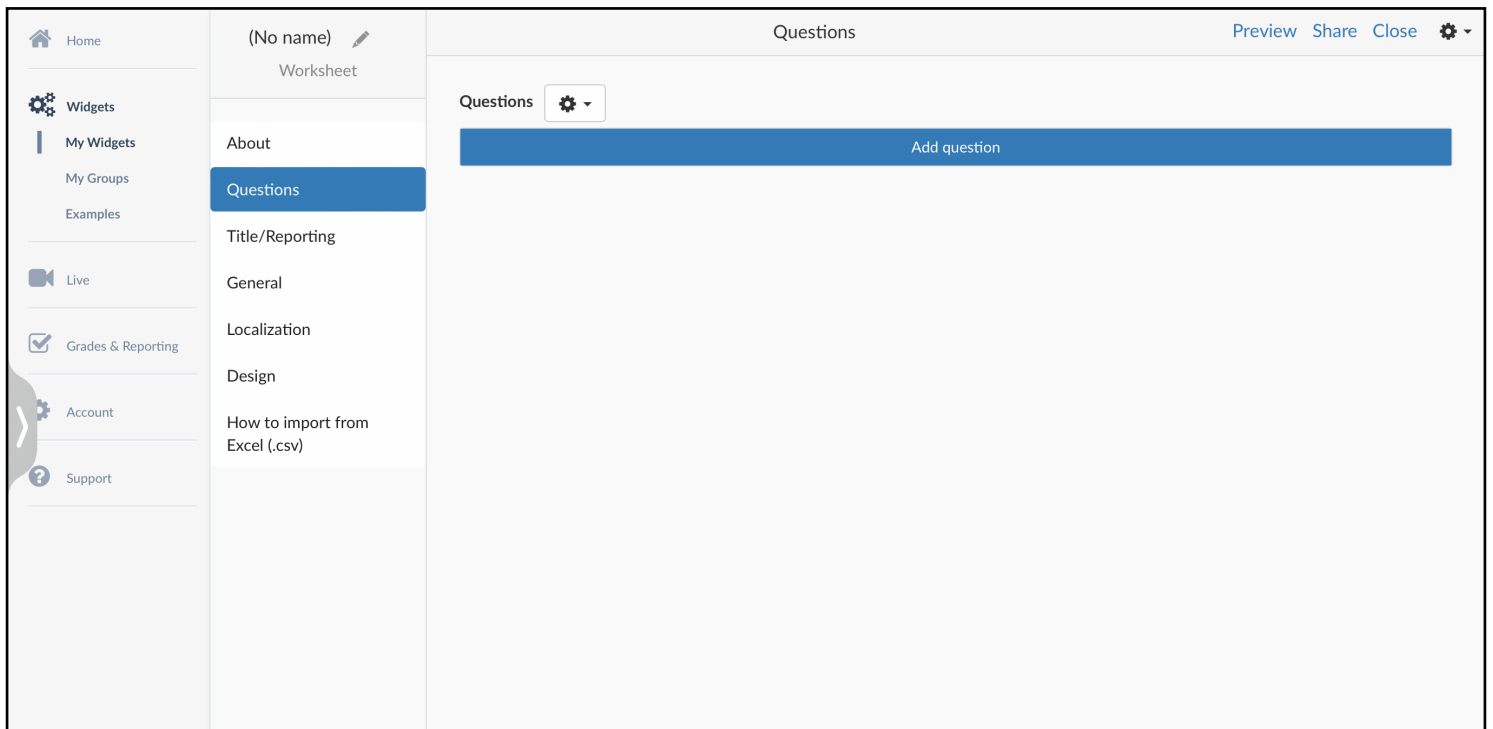 Home
Widgets
My Widgets
My Groups
Examples
Live
Grades & Reporting
Account
Support
(No name)
Worksheet
About
Questions
Title/Reporting
General
Localization
Design
How to import from
Excel (.csv)
Questions
Preview Share Close
Questions
Add question